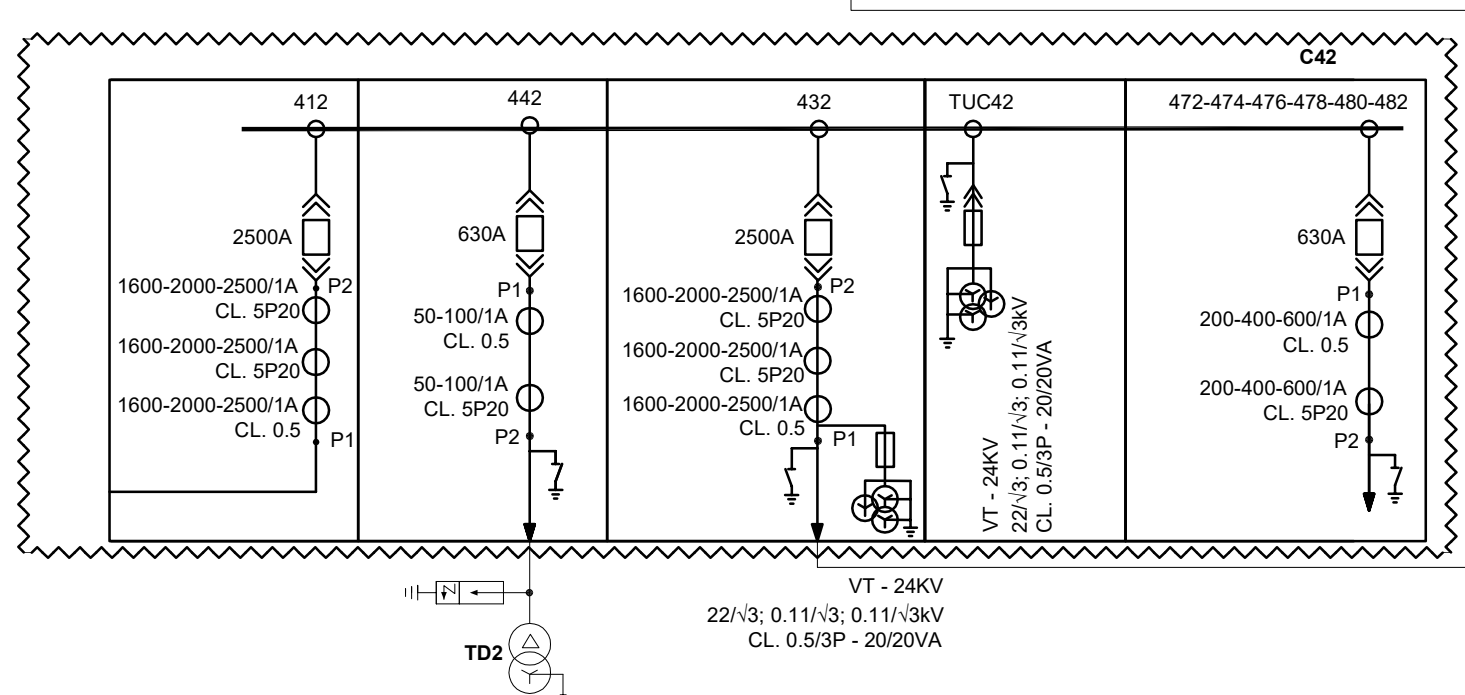 C42
412
442
432
TUC42
472-474-476-478-480-482
2500A
630A
2500A
630A
1600-2000-2500/1A
CL. 5P20
P2
1600-2000-2500/1A
CL. 5P20
1600-2000-2500/1A
CL. 0.5
P1
P1
50-100/1A
CL. 0.5
50-100/1A
CL. 5P20
P2
1600-2000-2500/1A
CL. 5P20
P2
1600-2000-2500/1A
CL. 5P20
1600-2000-2500/1A
CL. 0.5
P1
VT - 24KV
22/√3; 0.11/√3; 0.11/√3kV
CL. 0.5/3P - 20/20VA
P1
200-400-600/1A
CL. 0.5
200-400-600/1A
CL. 5P20
P2
VT - 24KV
22/√3; 0.11/√3; 0.11/√3kV
CL. 0.5/3P - 20/20VA
TD2